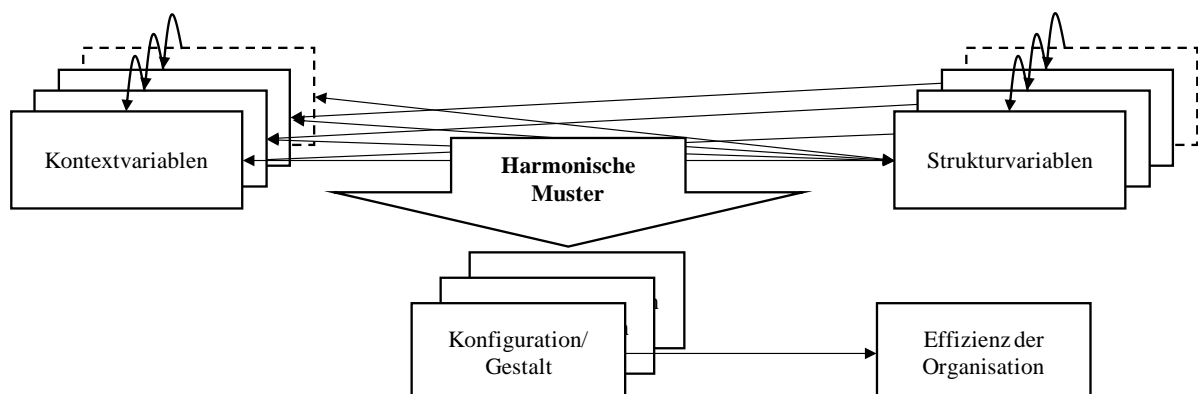 Kontextvariablen
Strukturvariablen
Harmonische
Muster
Konfiguration/
Gestalt
Effizienz der
Organisation